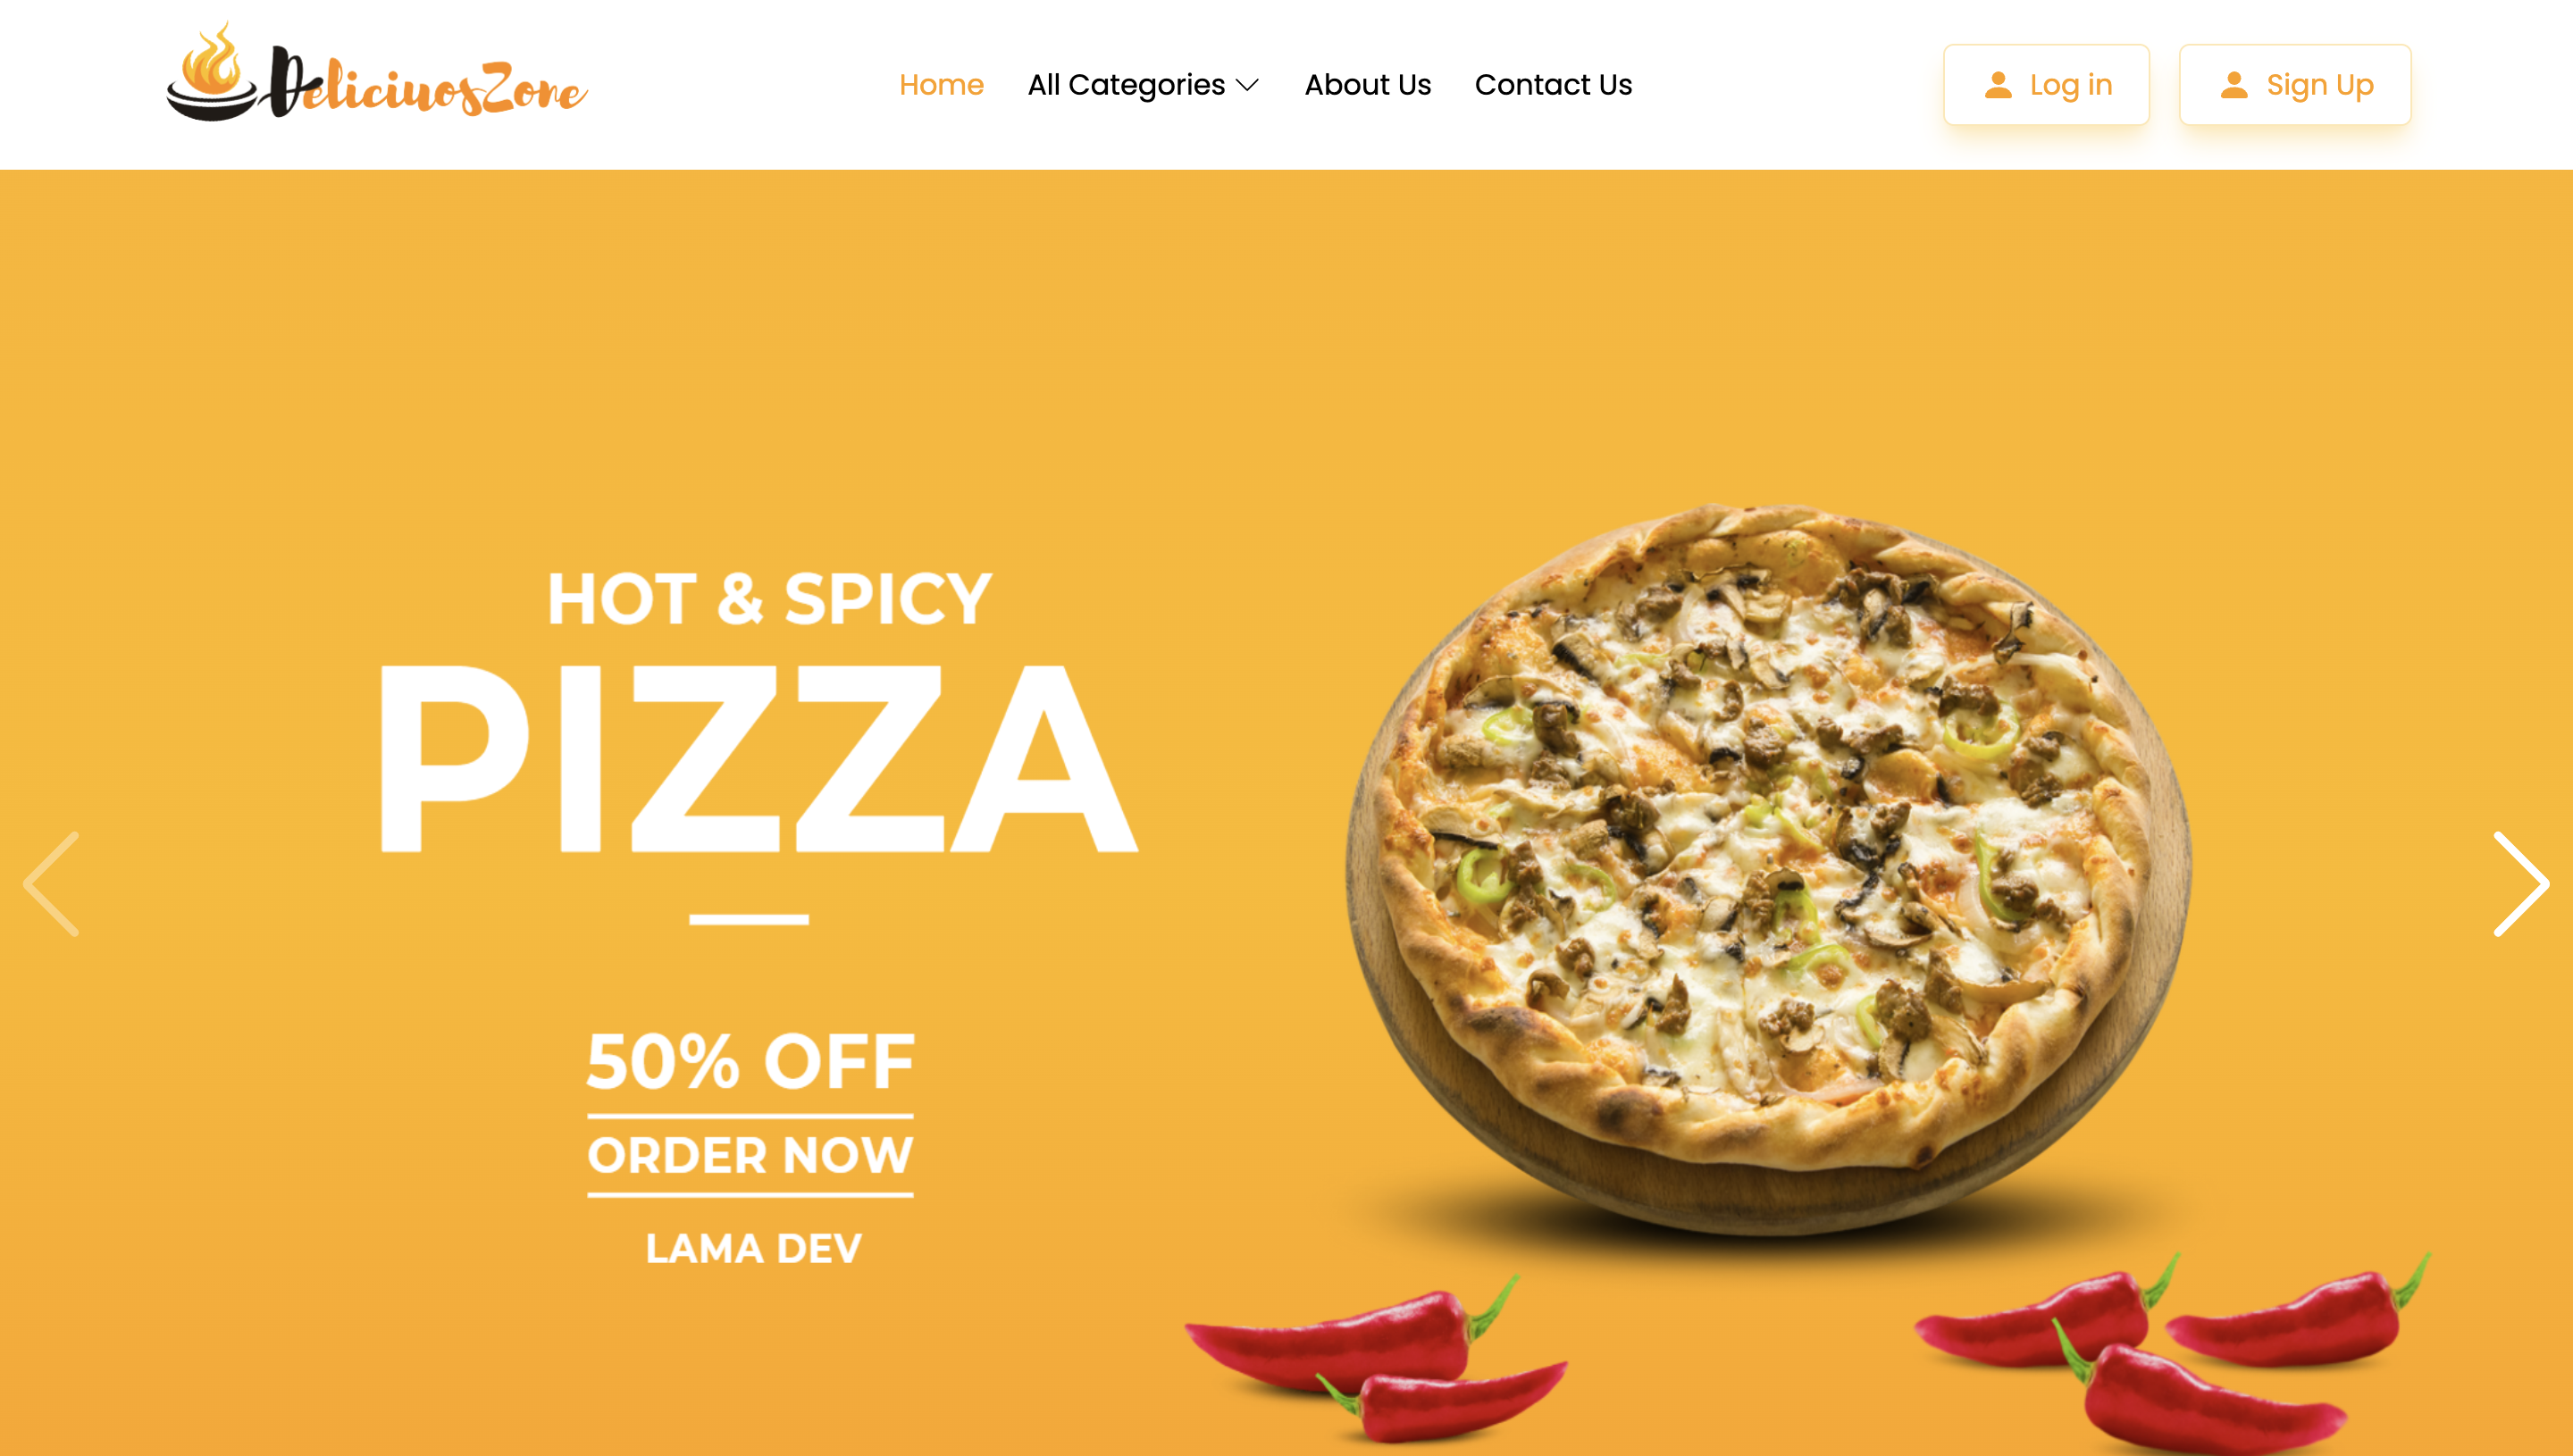 DeliciuosZone
Home All Categories About Us Contact Us
Log in Sign Up
HOT & SPICY
PIZZA
50% OFF
ORDER NOW
LAMA DEV